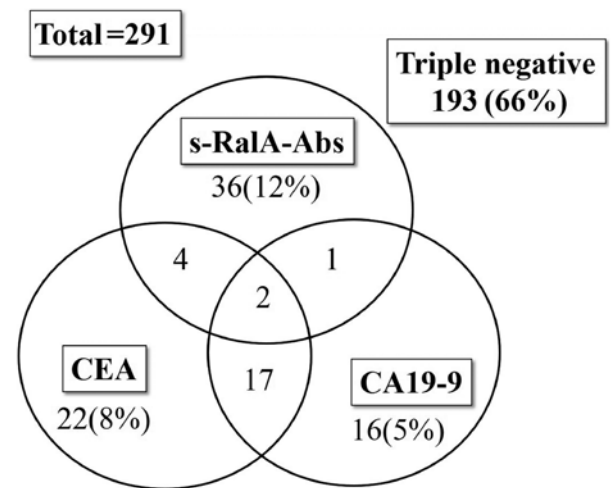 Total=291
Triple negative
193 (66%)
s-RalA-Abs
36(12%)
4
1
2
CEA
22(8%)
17
CA19-9
16(5%)